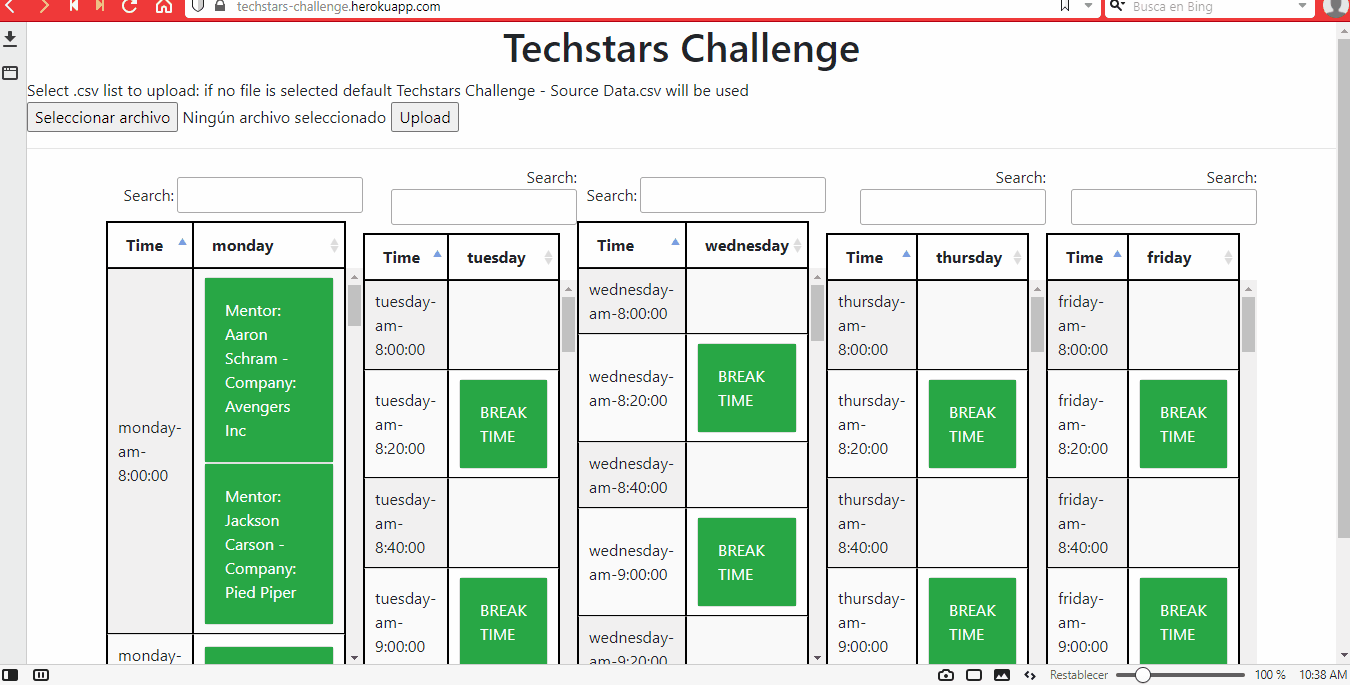 techstars-challenge.herokuapp.com
Busca en Bing
Techstars Challenge
Select .csv list to upload: if no file is selected default Techstars Challenge - Source Data.csv will be used
Seleccionar archivo Ningún archivo seleccionado Upload
Search:
Time monday
monday-
am-
8:00:00
Mentor:
Aaron
Schram -
Company:
Avengers
Inc
Mentor:
Jackson
Carson -
Company:
Pied Piper
monday-
Search:
Time tuesday
tuesday-
am-
8:00:00
tuesday-
am-
8:20:00
BREAK
TIME
tuesday-
am-
8:40:00
tuesday-
am-
9:00:00
BREAK
TIME
Search:
Time wednesday
wednesday-
am-8:00:00
wednesday-
am-8:20:00
BREAK
TIME
wednesday-
am-8:40:00
wednesday-
am-9:00:00
BREAK
TIME
wednesday-
am-9:20:00
Search:
Time thursday
thursday-
am-
8:00:00
thursday-
am-
8:20:00
BREAK
TIME
thursday-
am-
8:40:00
thursday-
am-
9:00:00
BREAK
TIME
Search:
Time friday
friday-
am-
8:00:00
friday-
am-
8:20:00
BREAK
TIME
friday-
am-
8:40:00
friday-
am-
9:00:00
BREAK
TIME
Restablecer 100 % 10:38 AM